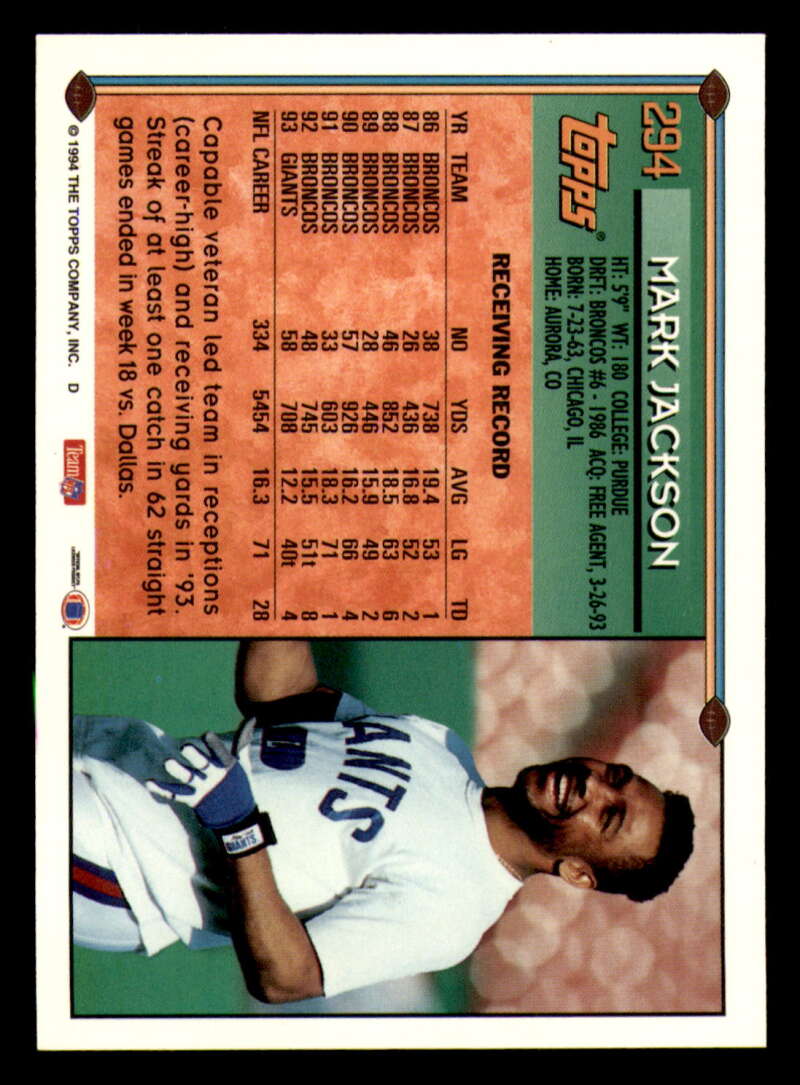 294
MARK JACKSON
topps®
HT: 5'9" WT: 180 COLLEGE: PURDUE
DRFT: BRONCOS #6 - 1986 ACQ: FREE AGENT, 3-26-93
BORN: 7-23-63, CHICAGO, IL
HOME: AURORA, CO
RECEIVING RECORD
YR TEAM NO YDS AVG LG TD
86 BRONCOS 38 738 19.4 53 1
87 BRONCOS 26 436 16.8 52 2
88 BRONCOS 46 852 18.5 63 6
89 BRONCOS 28 446 15.9 49 2
90 BRONCOS 57 926 16.2 66 4
91 BRONCOS 33 603 18.3 71 1
92 BRONCOS 48 745 15.5 51t 8
93 GIANTS 58 708 12.2 40t 4
NFL CAREER 334 5454 16.3 71 28
Capable veteran led team in receptions
(career-high) and receiving yards in '93.
Streak of at least one catch in 62 straight
games ended in week 18 vs. Dallas.
© 1994 THE TOPPS COMPANY, INC. D
Team NFL
ANTS
GIANTS